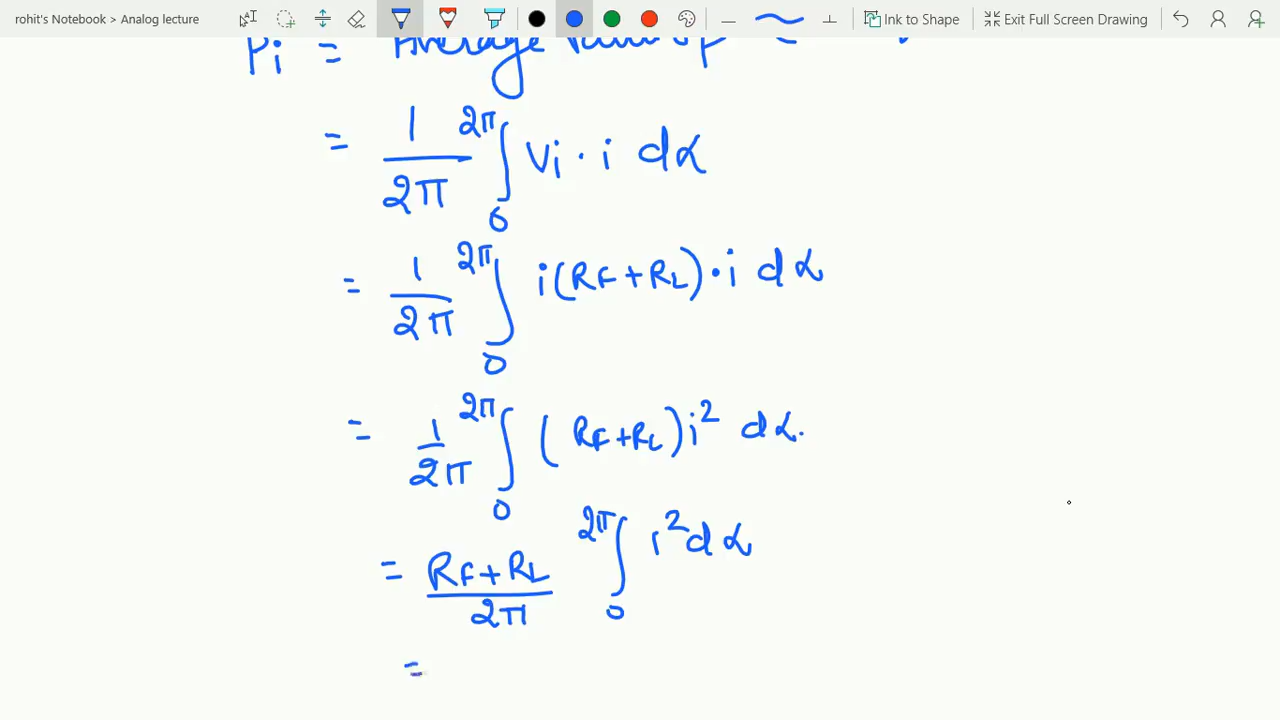 rohit's Notebook > Analog lecture
Ink to Shape
Exit Full Screen Drawing
Pi = Average
= 1/2π ∫₀^2π Vi · i dα
= 1/2π ∫₀^2π i(RF+RL)·i dα
= 1/2π ∫₀^2π (RF+RL)i² dα.
= RF+RL/2π ∫₀^2π i² dα
=